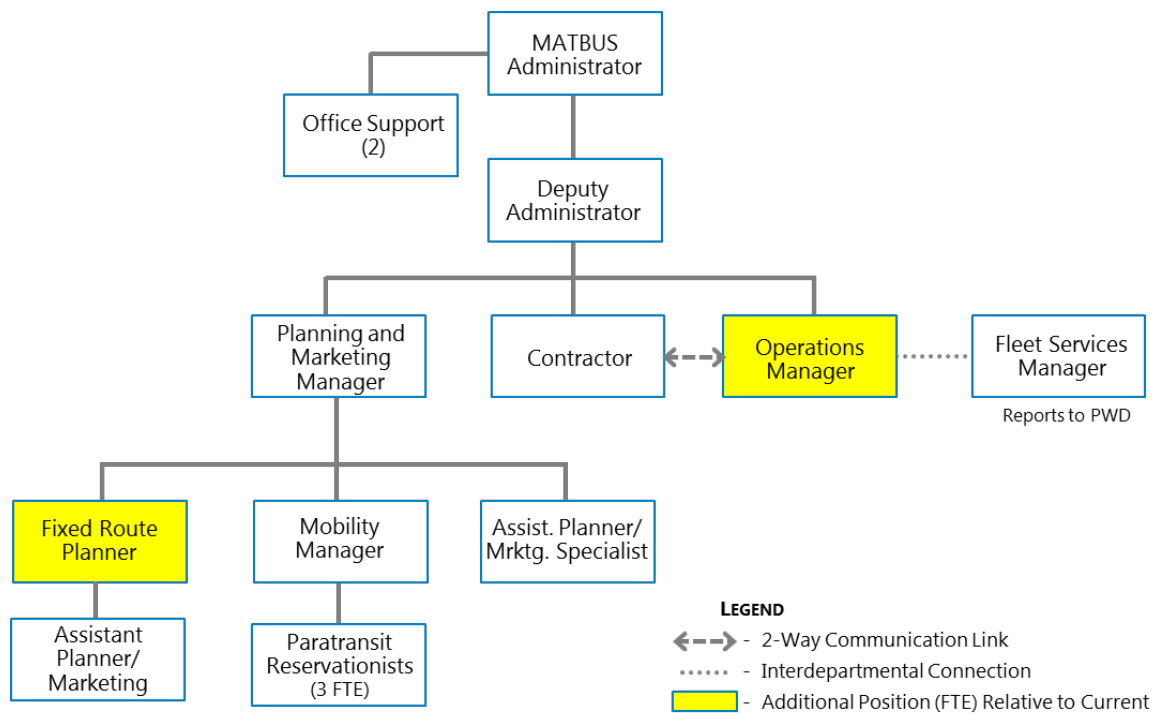 MATBUS
Administrator
Office Support
(2)
Deputy
Administrator
Planning and
Marketing
Manager
Contractor
Operations
Manager
Fleet Services
Manager
Reports to PWD
Fixed Route
Planner
Mobility
Manager
Assist. Planner/
Mrktg. Specialist
Assistant
Planner/
Marketing
Paratransit
Reservationists
(3 FTE)
LEGEND
- 2-Way Communication Link
- Interdepartmental Connection
- Additional Position (FTE) Relative to Current